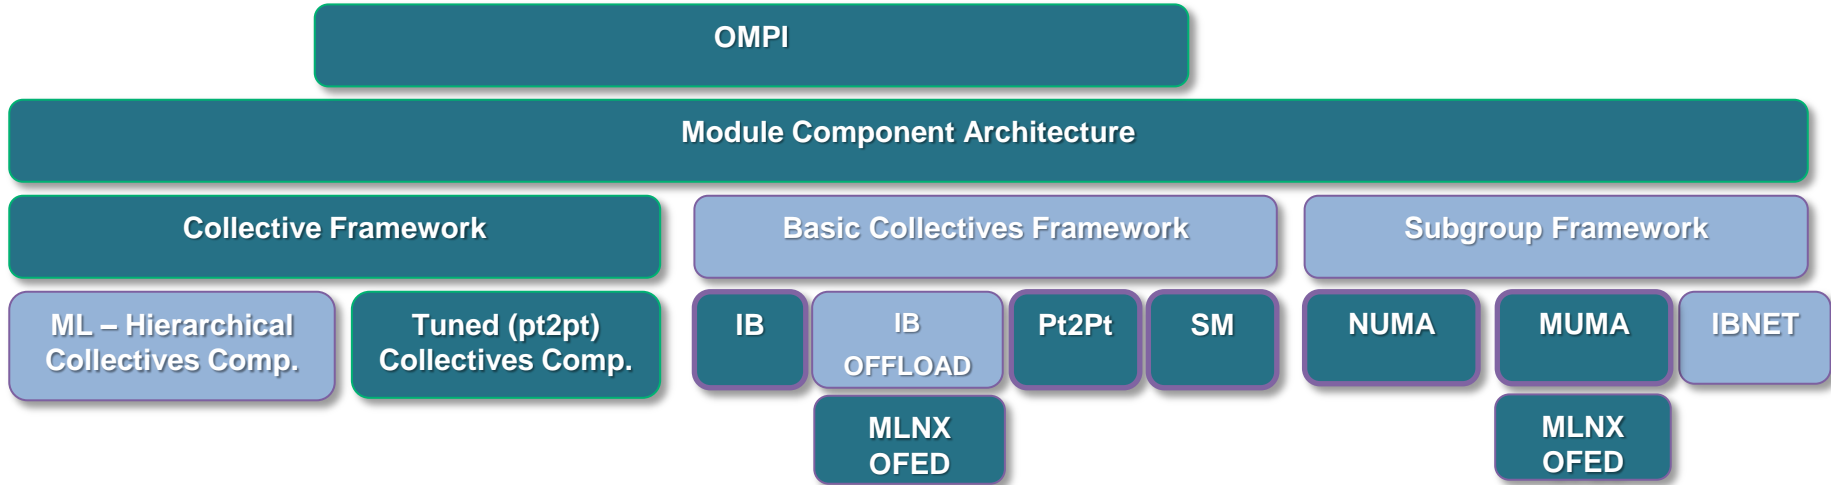 OMPI
Module Component Architecture
Collective Framework
Basic Collectives Framework
Subgroup Framework
ML – Hierarchical
Collectives Comp.
Tuned (pt2pt)
Collectives Comp.
IB
IB
OFFLOAD
Pt2Pt
SM
NUMA
MUMA
IBNET
MLNX
OFED
MLNX
OFED